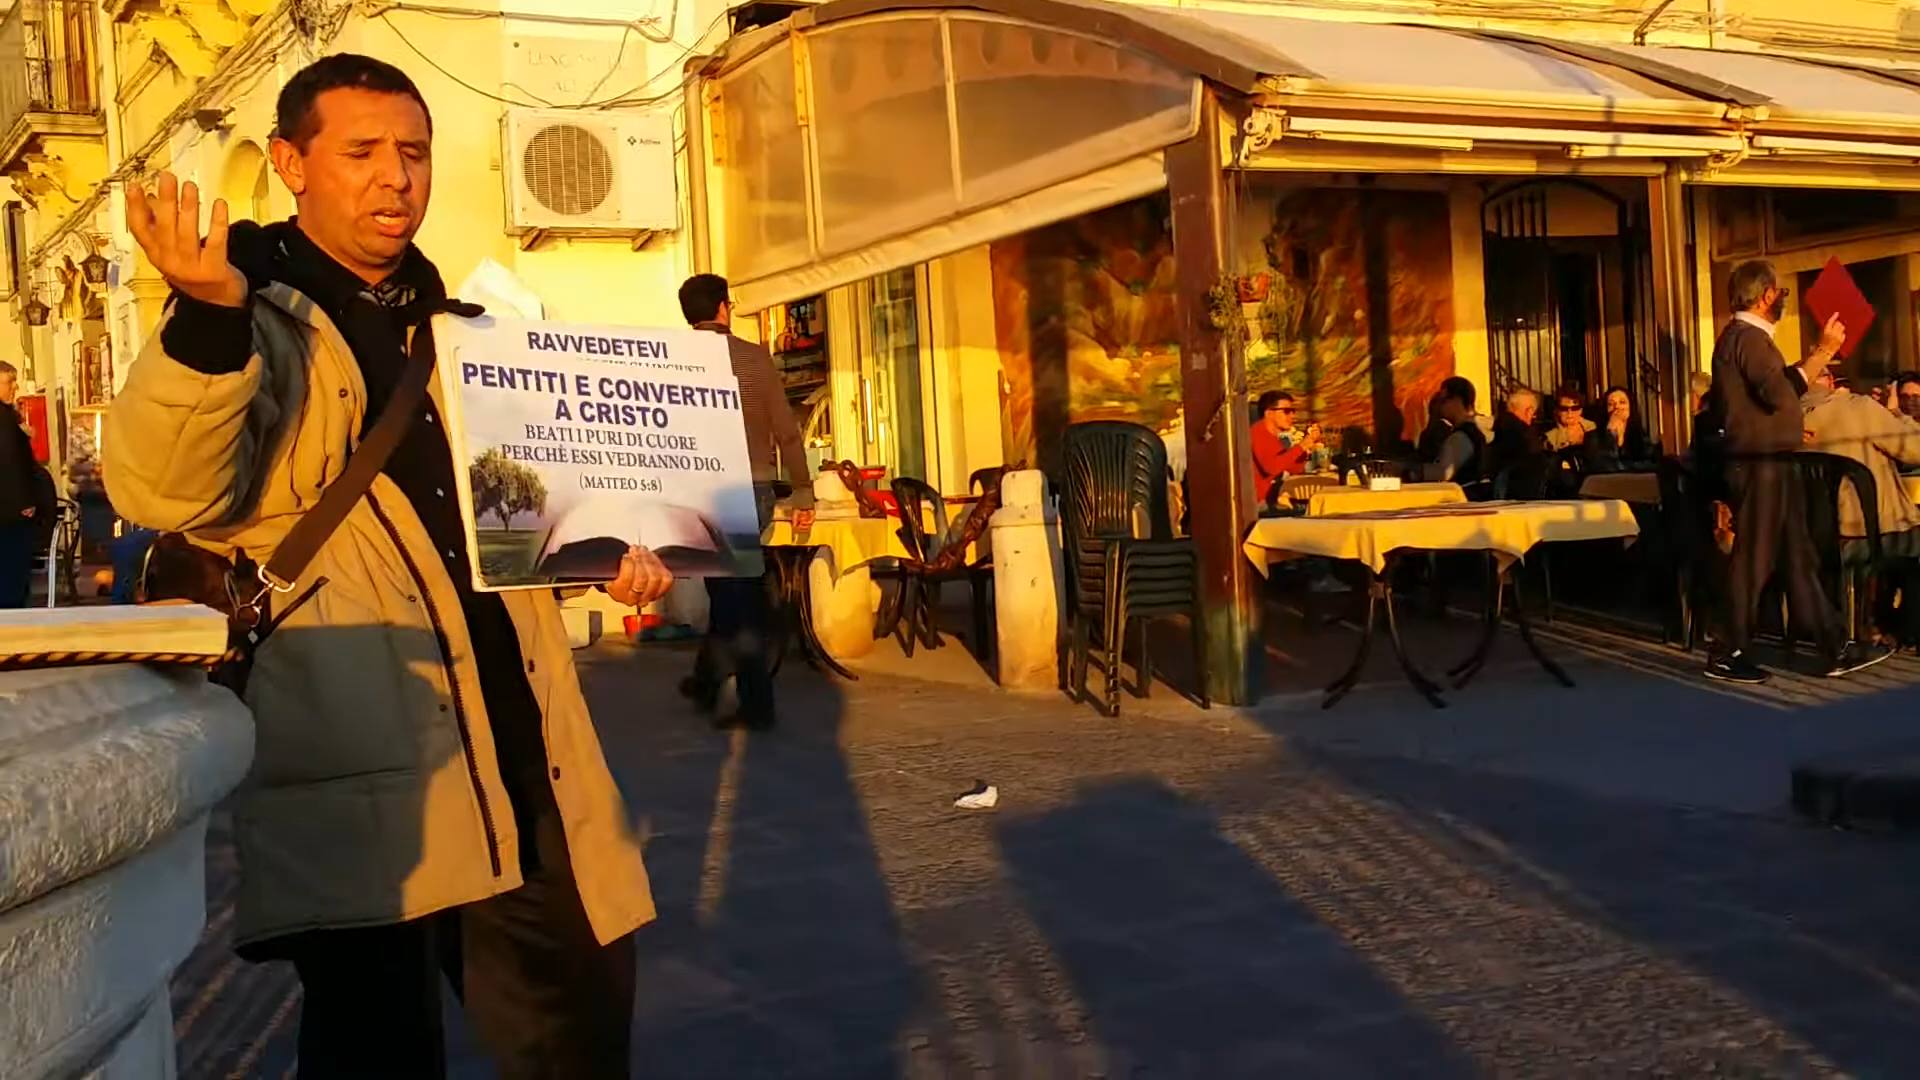 RAVVEDETEVI
PENTITI E CONVERTITI
A CRISTO
BEATI I PURI DI CUORE
PERCHÈ ESSI VEDRANNO DIO.
(MATTEO 5:8)